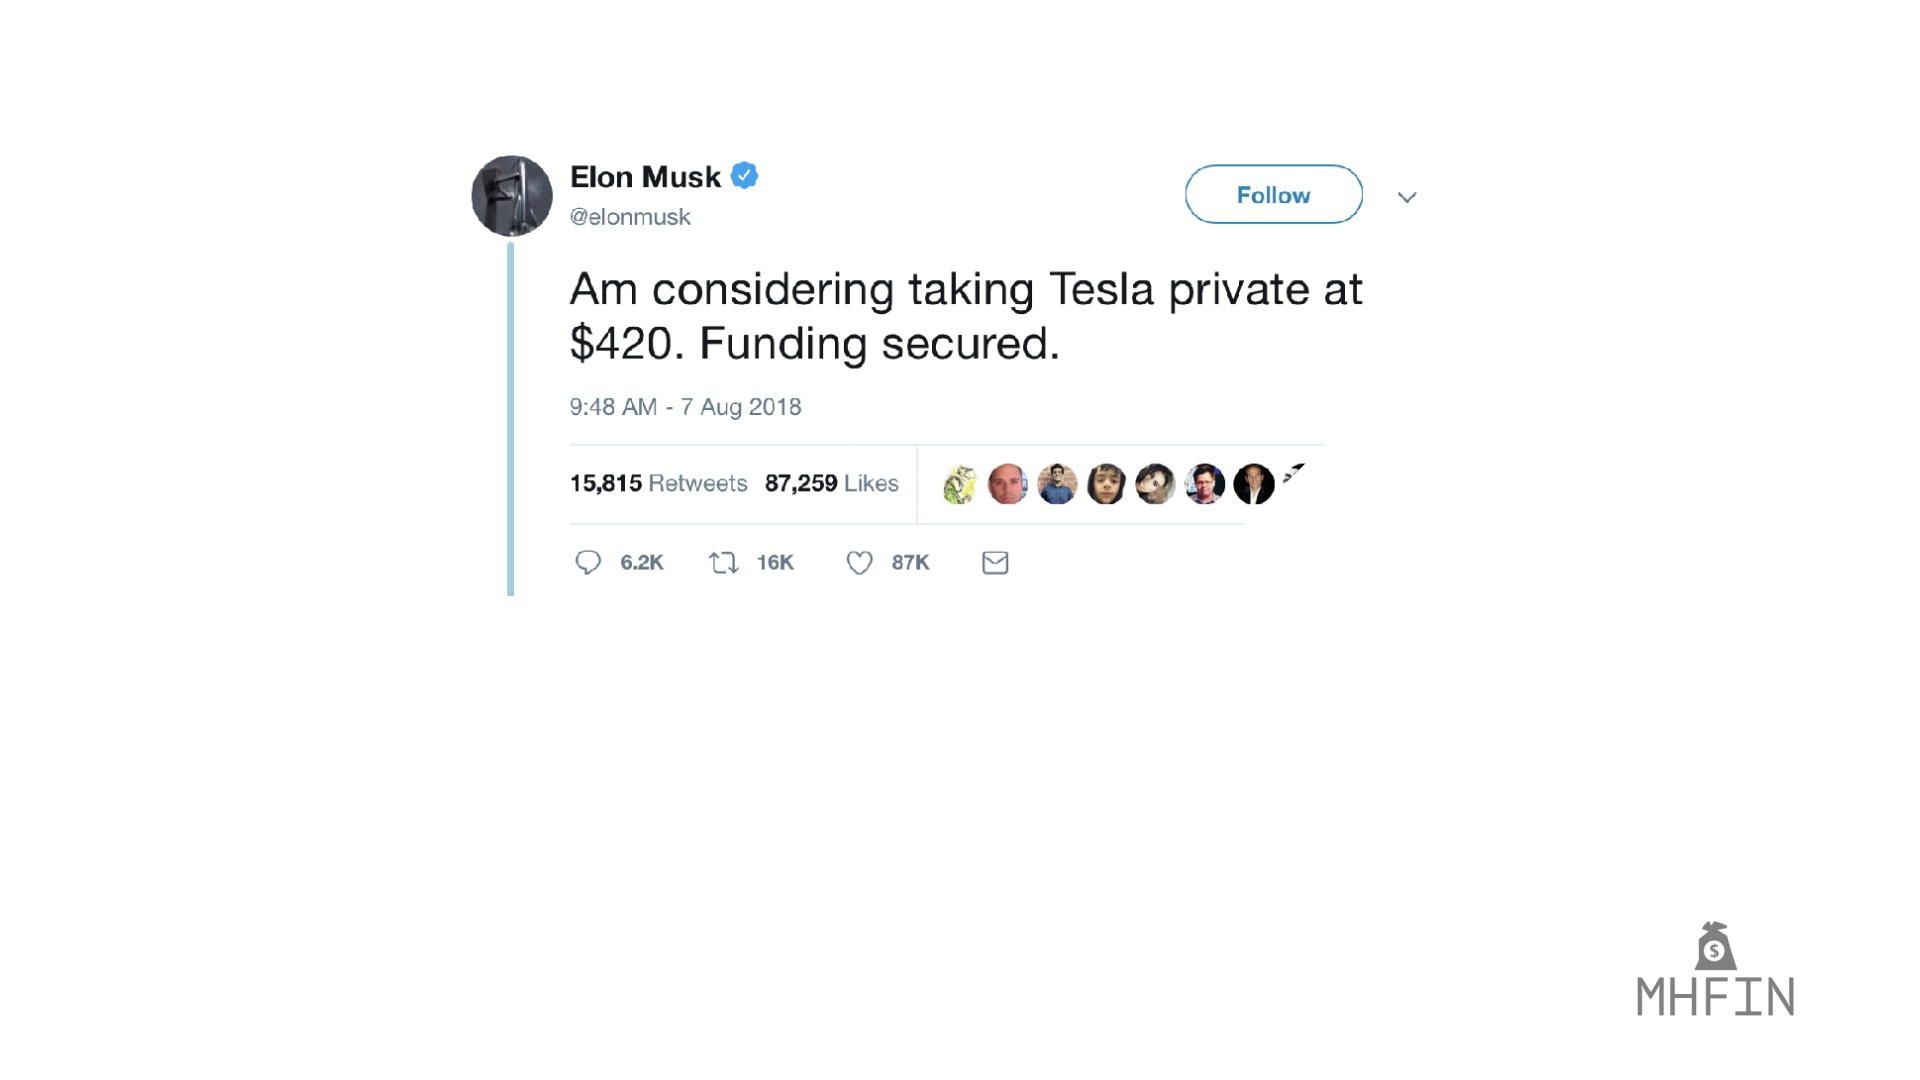 Elon Musk
@elonmusk
Follow
Am considering taking Tesla private at
$420. Funding secured.
9:48 AM - 7 Aug 2018
15,815 Retweets 87,259 Likes
6.2K 16K 87K
$
MHFIN